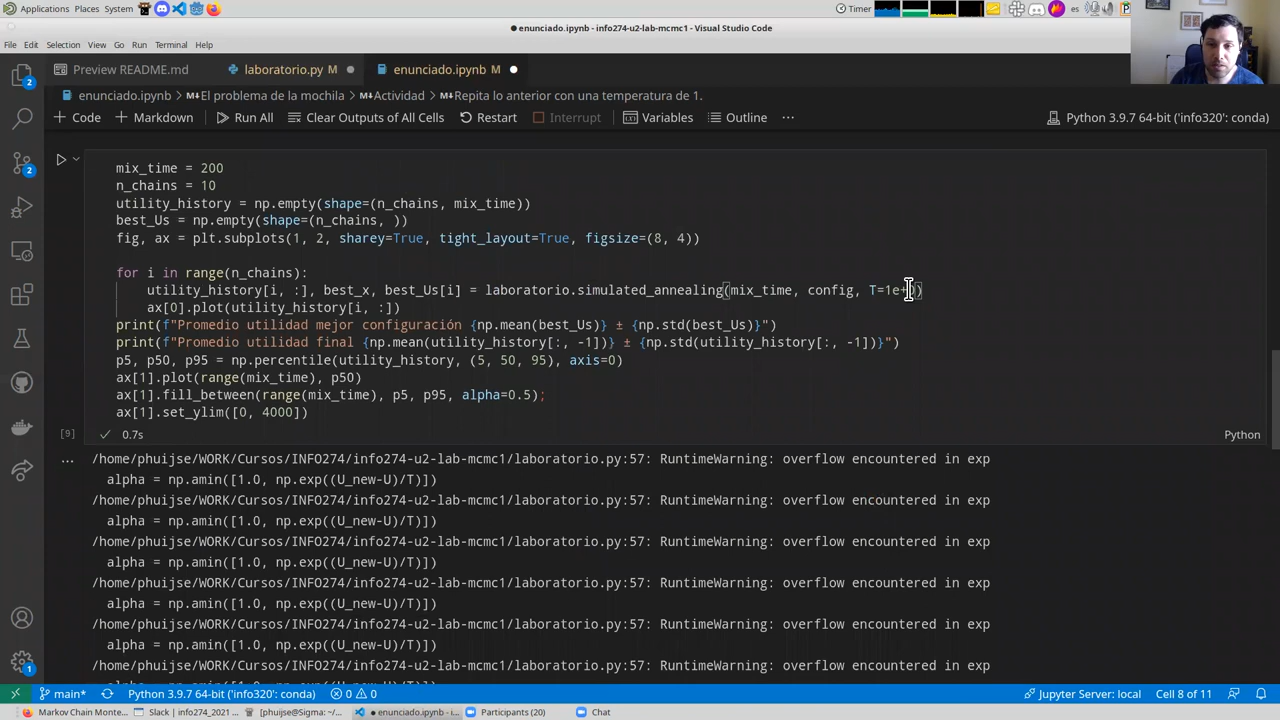 Applications Places System Timer es
enunciado.ipynb - info274-u2-lab-mcmc1 - Visual Studio Code
File Edit Selection View Go Run Terminal Help
Preview README.md laboratorio.py M enunciado.ipynb M
enunciado.ipynb > El problema de la mochila > Actividad > Repita lo anterior con una temperatura de 1.
+ Code + Markdown Run All Clear Outputs of All Cells Restart Interrupt Variables Outline ... Python 3.9.7 64-bit ('info320': conda)
mix_time = 200
n_chains = 10
utility_history = np.empty(shape=(n_chains, mix_time))
best_Us = np.empty(shape=(n_chains, ))
fig, ax = plt.subplots(1, 2, sharey=True, tight_layout=True, figsize=(8, 4))
for i in range(n_chains):
utility_history[i, :], best_x, best_Us[i] = laboratorio.simulated_annealing(mix_time, config, T=1e+0)
ax[0].plot(utility_history[i, :])
print(f"Promedio utilidad mejor configuración {np.mean(best_Us)} ± {np.std(best_Us)}")
print(f"Promedio utilidad final {np.mean(utility_history[:, -1])} ± {np.std(utility_history[:, -1])}")
p5, p50, p95 = np.percentile(utility_history, (5, 50, 95), axis=0)
ax[1].plot(range(mix_time), p50)
ax[1].fill_between(range(mix_time), p5, p95, alpha=0.5);
ax[1].set_ylim([0, 4000])
[9] 0.7s Python
... /home/phuijse/WORK/Cursos/INFO274/info274-u2-lab-mcmc1/laboratorio.py:57: RuntimeWarning: overflow encountered in exp
alpha = np.amin([1.0, np.exp((U_new-U)/T)])
/home/phuijse/WORK/Cursos/INFO274/info274-u2-lab-mcmc1/laboratorio.py:57: RuntimeWarning: overflow encountered in exp
alpha = np.amin([1.0, np.exp((U_new-U)/T)])
/home/phuijse/WORK/Cursos/INFO274/info274-u2-lab-mcmc1/laboratorio.py:57: RuntimeWarning: overflow encountered in exp
alpha = np.amin([1.0, np.exp((U_new-U)/T)])
/home/phuijse/WORK/Cursos/INFO274/info274-u2-lab-mcmc1/laboratorio.py:57: RuntimeWarning: overflow encountered in exp
alpha = np.amin([1.0, np.exp((U_new-U)/T)])
/home/phuijse/WORK/Cursos/INFO274/info274-u2-lab-mcmc1/laboratorio.py:57: RuntimeWarning: overflow encountered in exp
alpha = np.amin([1.0, np.exp((U_new-U)/T)])
/home/phuijse/WORK/Cursos/INFO274/info274-u2-lab-mcmc1/laboratorio.py:57: RuntimeWarning: overflow encountered in exp
main* Python 3.9.7 64-bit ('info320': conda) 0 0 Jupyter Server: local Cell 8 of 11
Markov Chain Monte... Slack | info274_2021 ... [phuijse@Sigma: ~/... enunciado.ipynb - i... Participants (20) Chat